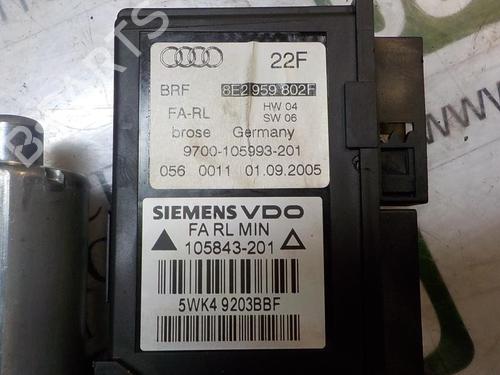 22F
BRF 8E2 959 802F
FA-RL HW 04
SW 06
brose Germany
9700-105993-201
056 0011 01.09.2005
SIEMENS VDO
FA RL MIN
105843-201
5WK4 9203BBF